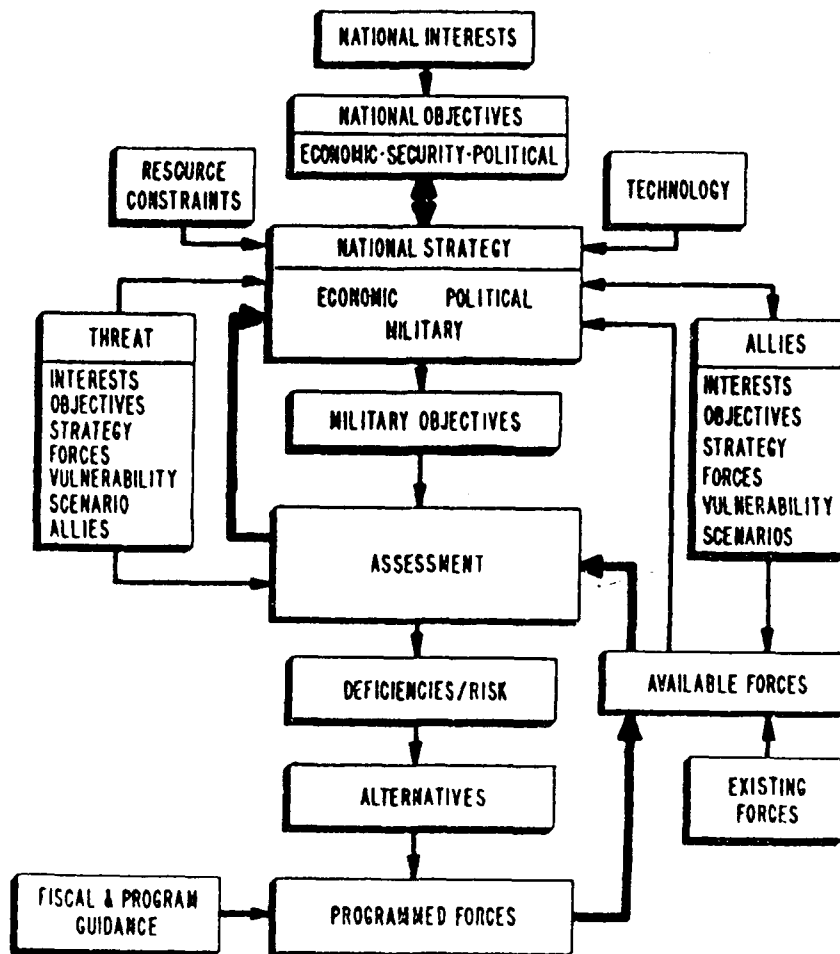 NATIONAL INTERESTS
NATIONAL OBJECTIVES
ECONOMIC·SECURITY·POLITICAL
RESOURCE
CONSTRAINTS
TECHNOLOGY
NATIONAL STRATEGY
ECONOMIC POLITICAL
MILITARY
THREAT
INTERESTS
OBJECTIVES
STRATEGY
FORCES
VULNERABILITY
SCENARIO
ALLIES
ALLIES
INTERESTS
OBJECTIVES
STRATEGY
FORCES
VULNERABILITY
SCENARIOS
MILITARY OBJECTIVES
ASSESSMENT
DEFICIENCIES/RISK
AVAILABLE FORCES
ALTERNATIVES
EXISTING
FORCES
FISCAL & PROGRAM
GUIDANCE
PROGRAMMED FORCES